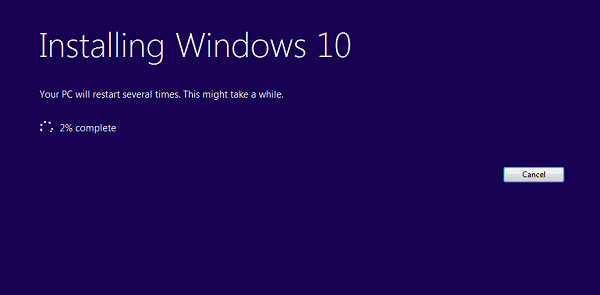 Installing Windows 10
Your PC will restart several times. This might take a while.
2% complete
Cancel